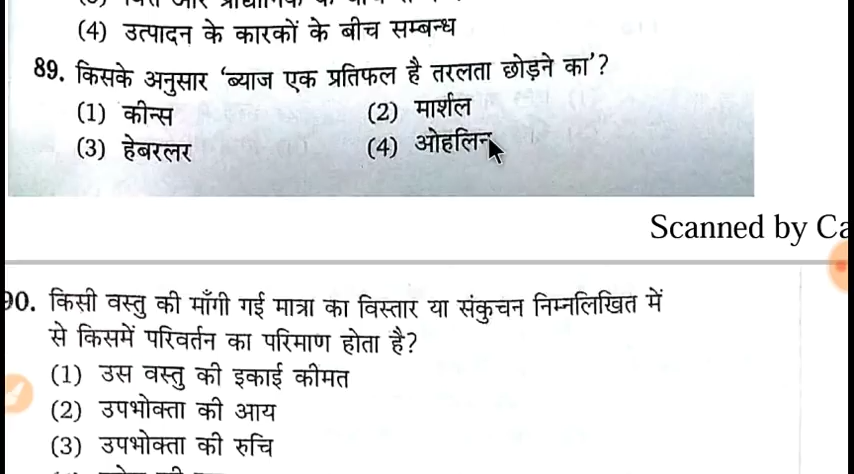 (4) उत्पादन के कारकों के बीच सम्बन्ध
89. किसके अनुसार ‘ब्याज एक प्रतिफल है तरलता छोड़ने का’?
(1) कीन्स (2) मार्शल
(3) हेबरलर (4) ओहलिन
Scanned by Ca
90. किसी वस्तु की माँगी गई मात्रा का विस्तार या संकुचन निम्नलिखित में
से किसमें परिवर्तन का परिमाण होता है?
(1) उस वस्तु की इकाई कीमत
(2) उपभोक्ता की आय
(3) उपभोक्ता की रुचि